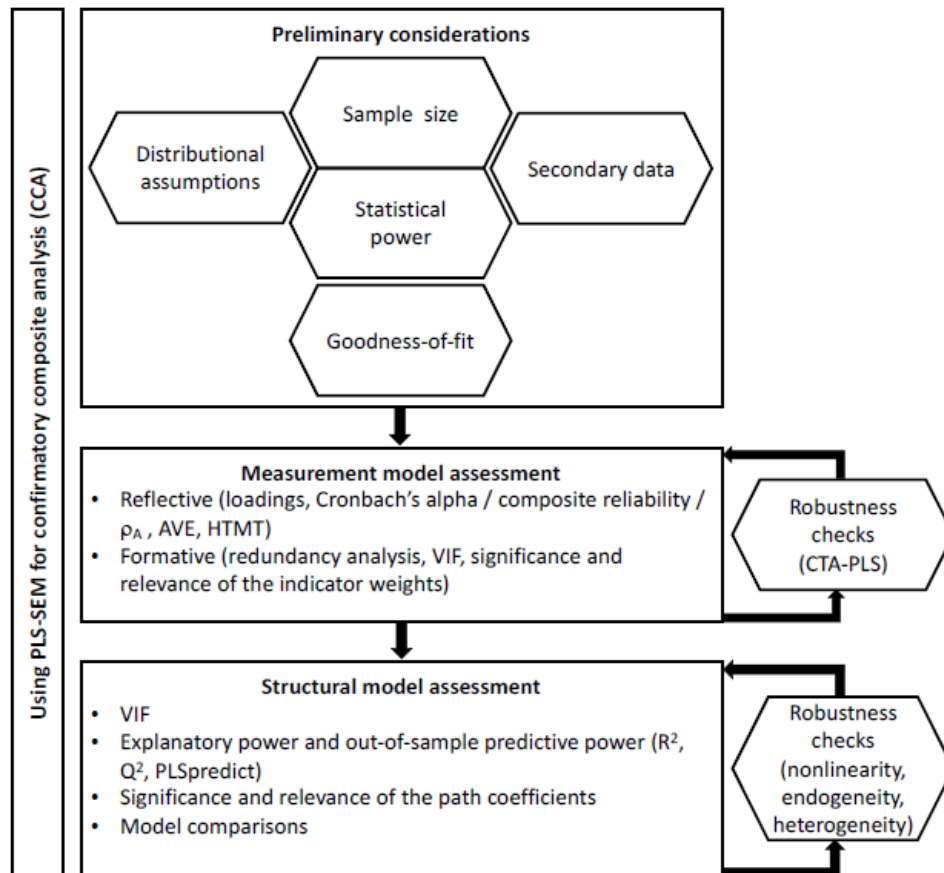 Using PLS-SEM for confirmatory composite analysis (CCA)
Preliminary considerations
Sample size
Distributional
assumptions
Secondary data
Statistical
power
Goodness-of-fit
Measurement model assessment
• Reflective (loadings, Cronbach’s alpha / composite reliability /
ρA , AVE, HTMT)
• Formative (redundancy analysis, VIF, significance and
relevance of the indicator weights)
Robustness
checks
(CTA-PLS)
Structural model assessment
• VIF
• Explanatory power and out-of-sample predictive power (R²,
Q², PLSpredict)
• Significance and relevance of the path coefficients
• Model comparisons
Robustness
checks
(nonlinearity,
endogeneity,
heterogeneity)